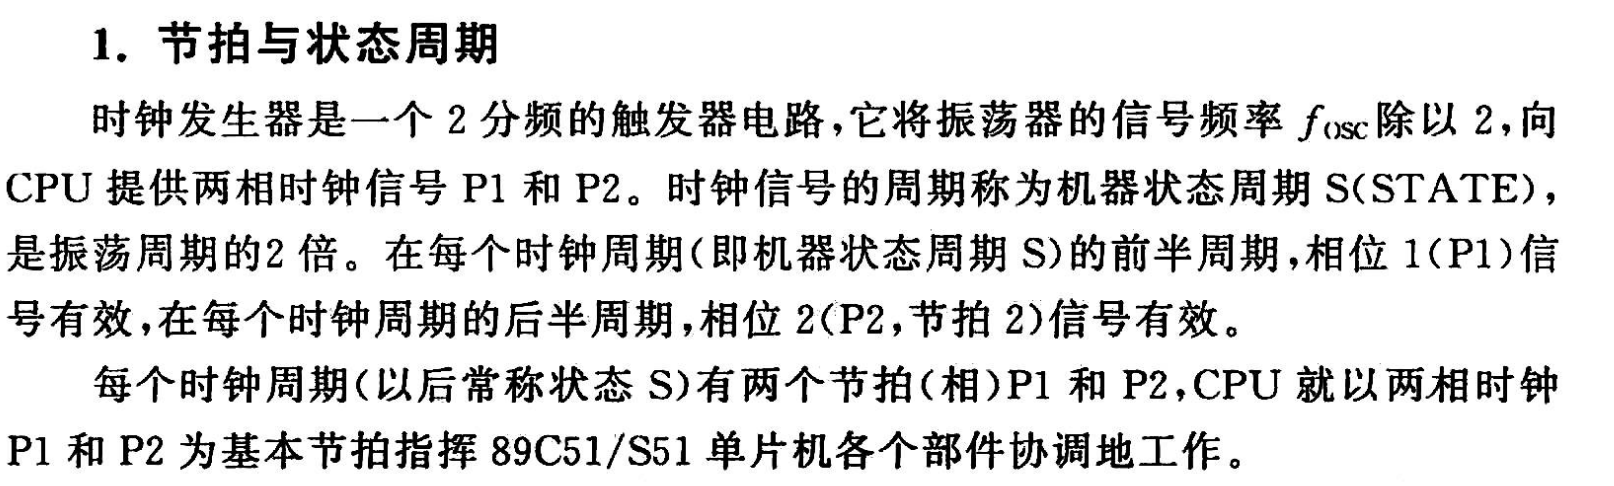 1. 节拍与状态周期
时钟发生器是一个 2 分频的触发器电路,它将振荡器的信号频率 fosc除以 2,向
CPU 提供两相时钟信号 P1 和 P2。时钟信号的周期称为机器状态周期 S(STATE),
是振荡周期的2 倍。在每个时钟周期(即机器状态周期 S)的前半周期,相位 1(P1)信
号有效,在每个时钟周期的后半周期,相位 2(P2,节拍 2)信号有效。
每个时钟周期(以后常称状态 S)有两个节拍(相)P1 和 P2,CPU 就以两相时钟
P1 和 P2 为基本节拍指挥 89C51/S51 单片机各个部件协调地工作。